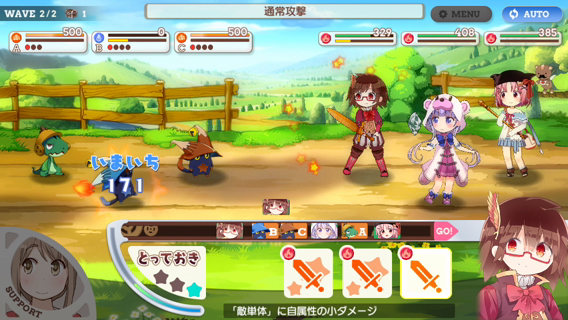 WAVE 2/2 1
通常攻撃
MENU
AUTO
500
0
500
329
408
385
A
B
C
いまいち
171
B C A GO!
とっておき
SUPPORT
「敵単体」に自属性の小ダメージ